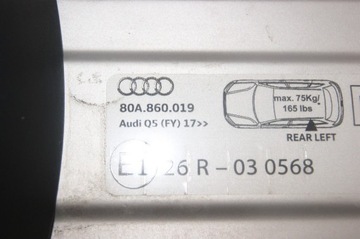 80A.860.019
Audi Q5 (FY) 17>>
max. 75Kg/
165 lbs
REAR LEFT
E1 26 R - 03 0568